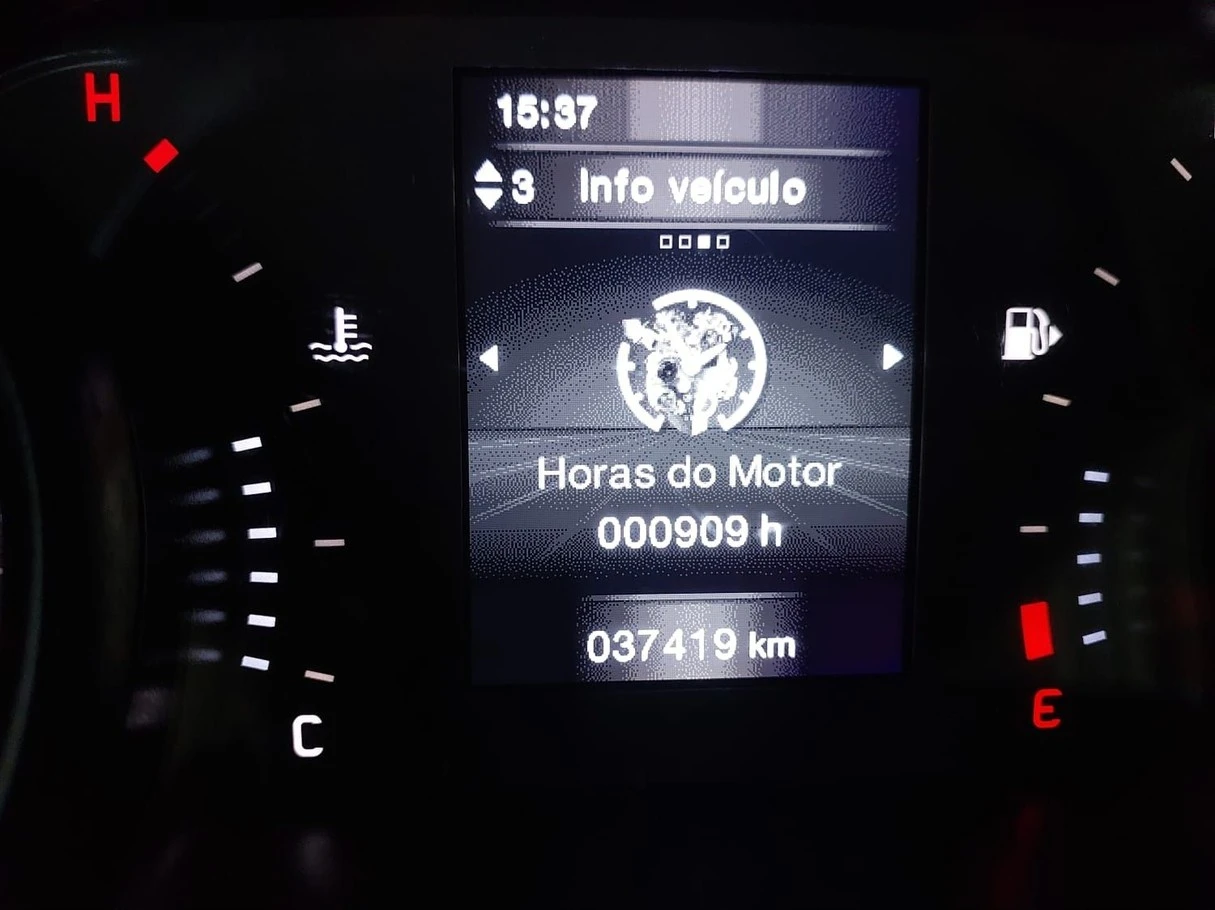 H
15:37
3 Info veículo
Horas do Motor
000909 h
037419 km
C
E